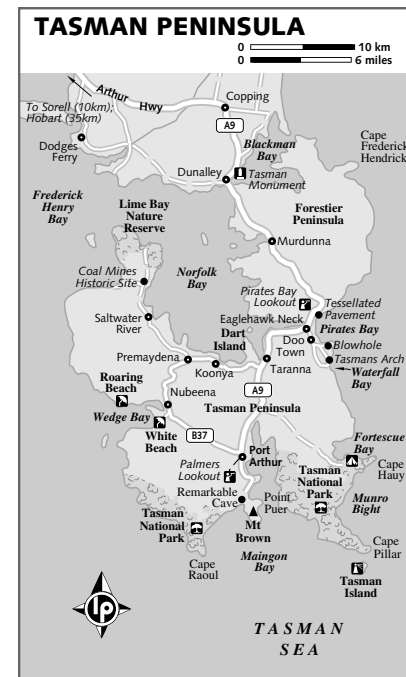 TASMAN PENINSULA
0 10 km
0 6 miles
Arthur
Hwy
To Sorell (10km);
Hobart (35km)
Copping
A9
Dodges
Ferry
Blackman
Bay
Cape
Frederick
Hendrick
Dunalley
Tasman
Monument
Frederick
Henry
Bay
Lime Bay
Nature
Reserve
Forestier
Peninsula
Murdunna
Coal Mines
Historic Site
Norfolk
Bay
Pirates Bay
Lookout
Tessellated
Pavement
Saltwater
River
Eaglehawk Neck
Pirates Bay
Dart
Island
Doo
Town
Blowhole
Tasmans Arch
Premaydena
Koonya
Taranna
Waterfall
Bay
Roaring
Beach
Nubeena
A9
Tasman Peninsula
Wedge Bay
White
Beach
B37
Fortescue
Bay
Port
Arthur
Palmers
Lookout
Tasman
National
Park
Cape
Hauy
Remarkable
Cave
Point
Puer
Munro
Bight
Tasman
National
Park
Mt
Brown
Cape
Pillar
Maingon
Bay
Cape
Raoul
Tasman
Island
lp
TASMAN
SEA